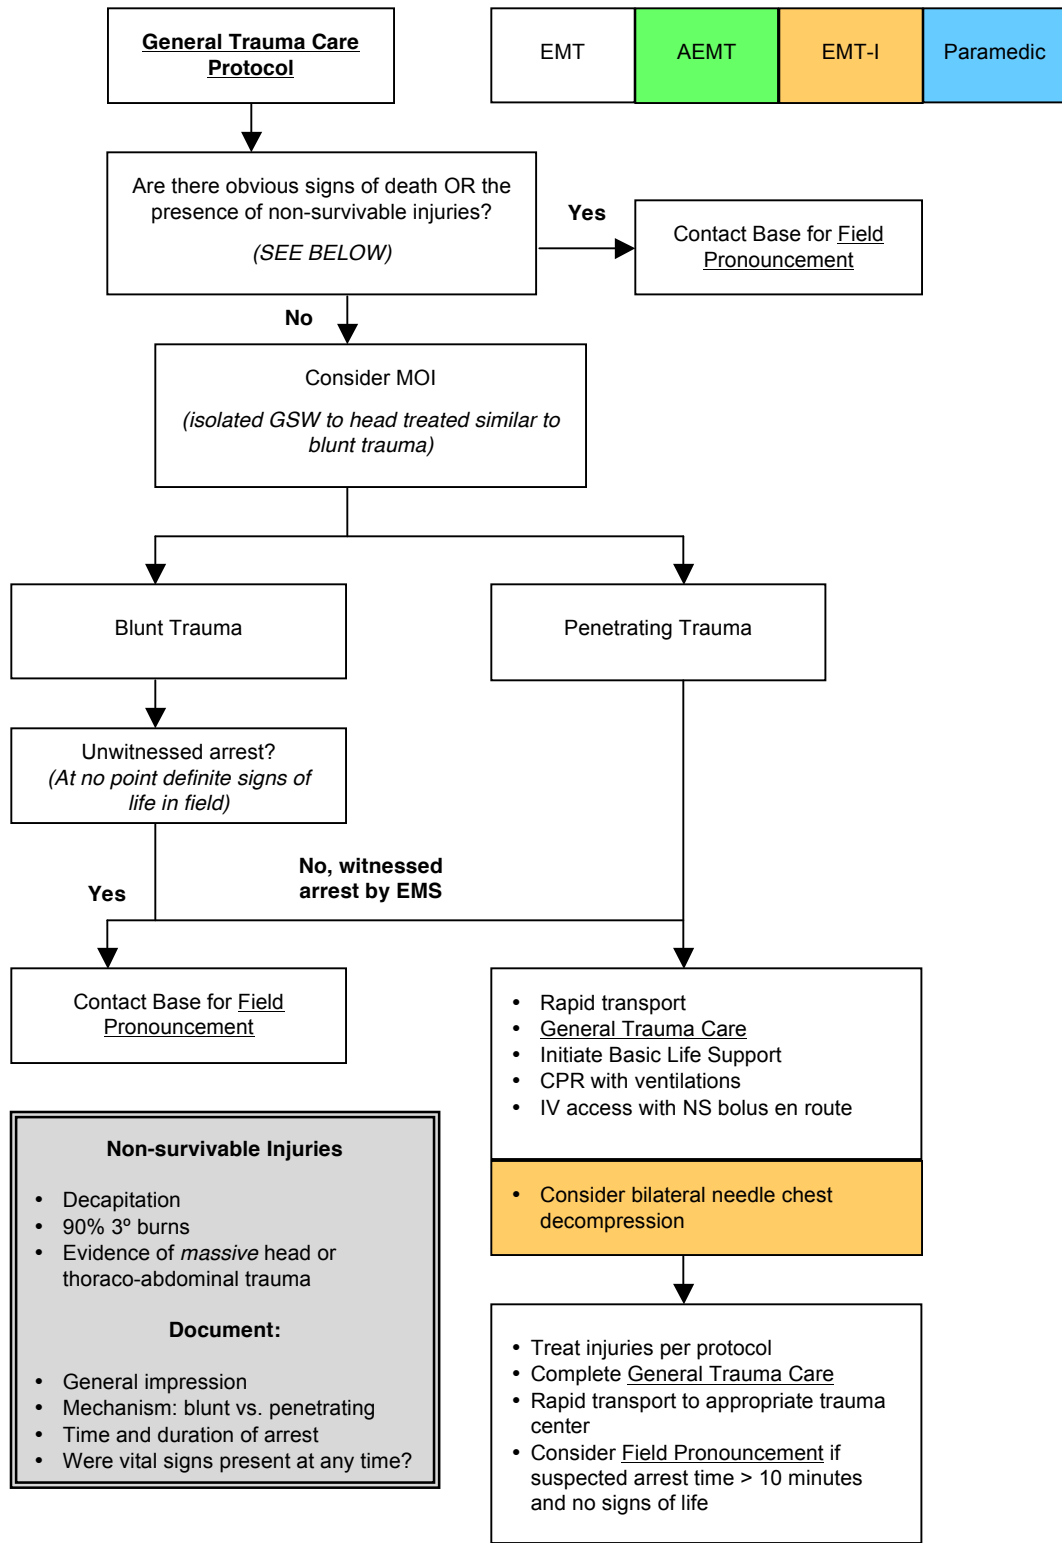 General Trauma Care
Protocol
EMT
AEMT
EMT-I
Paramedic
Are there obvious signs of death OR the
presence of non-survivable injuries?
(SEE BELOW)
Yes
Contact Base for Field
Pronouncement
No
Consider MOI
(isolated GSW to head treated similar to
blunt trauma)
Blunt Trauma
Penetrating Trauma
Unwitnessed arrest?
(At no point definite signs of
life in field)
Yes
No, witnessed
arrest by EMS
Contact Base for Field
Pronouncement
• Rapid transport
• General Trauma Care
• Initiate Basic Life Support
• CPR with ventilations
• IV access with NS bolus en route
• Consider bilateral needle chest
decompression
Non-survivable Injuries
• Decapitation
• 90% 3º burns
• Evidence of massive head or
thoraco-abdominal trauma
Document:
• General impression
• Mechanism: blunt vs. penetrating
• Time and duration of arrest
• Were vital signs present at any time?
• Treat injuries per protocol
• Complete General Trauma Care
• Rapid transport to appropriate trauma
center
• Consider Field Pronouncement if
suspected arrest time > 10 minutes
and no signs of life